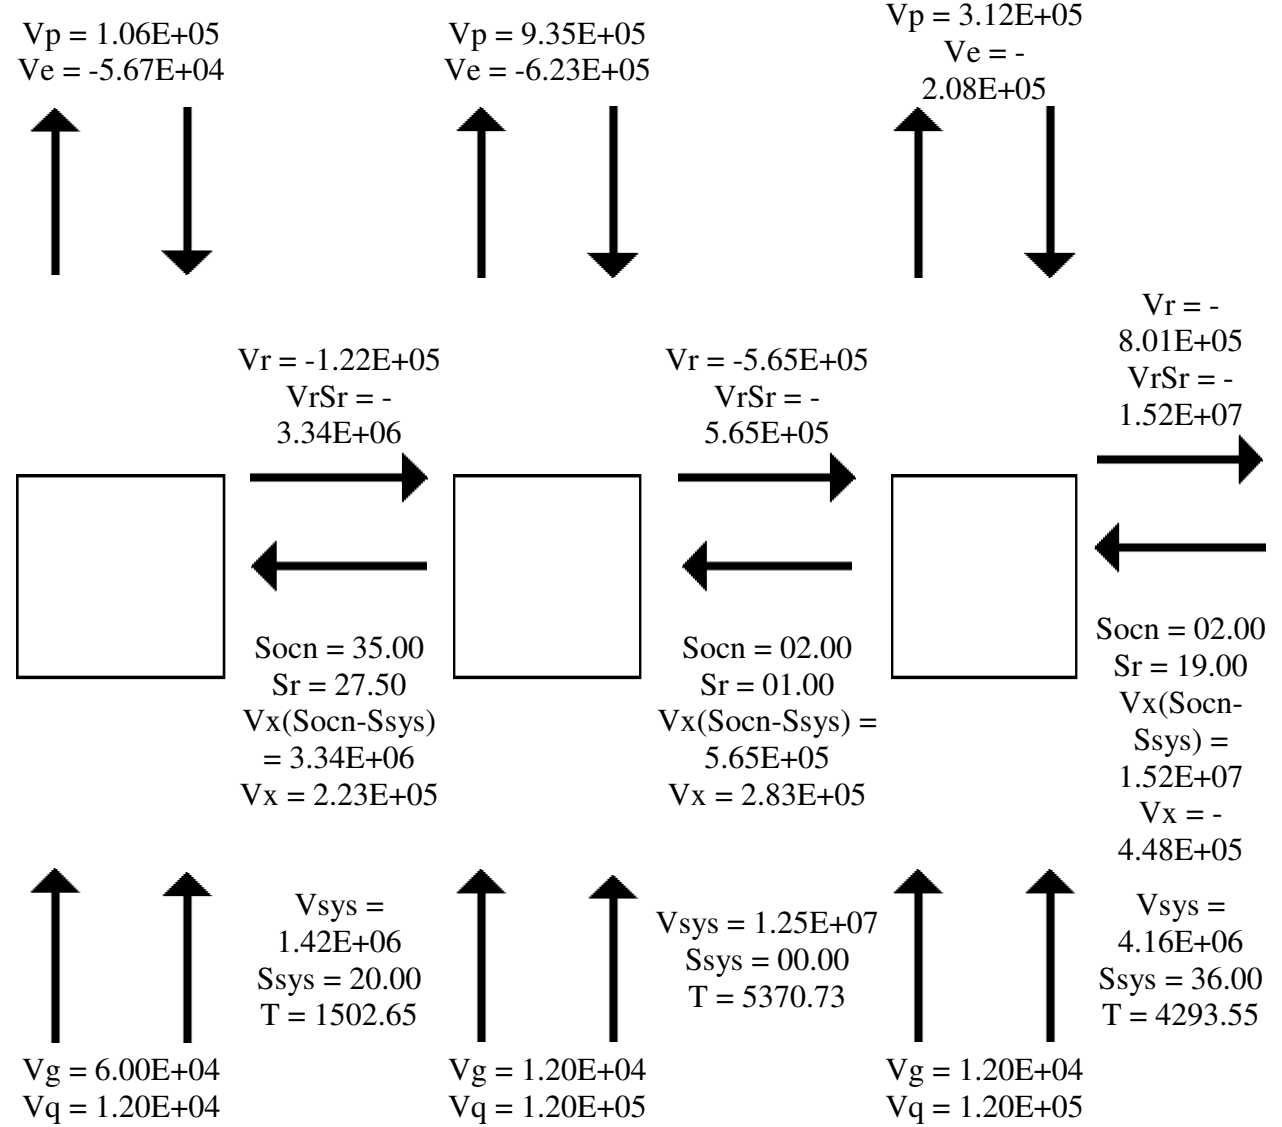 Vp = 1.06E+05
Ve = -5.67E+04
Vp = 9.35E+05
Ve = -6.23E+05
Vp = 3.12E+05
Ve = -
2.08E+05
Vr = -1.22E+05
VrSr = -
3.34E+06
Vr = -5.65E+05
VrSr = -
5.65E+05
Vr = -
8.01E+05
VrSr = -
1.52E+07
Socn = 35.00
Sr = 27.50
Vx(Socn-Ssys)
= 3.34E+06
Vx = 2.23E+05
Socn = 02.00
Sr = 01.00
Vx(Socn-Ssys) =
5.65E+05
Vx = 2.83E+05
Socn = 02.00
Sr = 19.00
Vx(Socn-
Ssys) =
1.52E+07
Vx = -
4.48E+05
Vsys =
1.42E+06
Ssys = 20.00
T = 1502.65
Vsys = 1.25E+07
Ssys = 00.00
T = 5370.73
Vsys =
4.16E+06
Ssys = 36.00
T = 4293.55
Vg = 6.00E+04
Vq = 1.20E+04
Vg = 1.20E+04
Vq = 1.20E+05
Vg = 1.20E+04
Vq = 1.20E+05